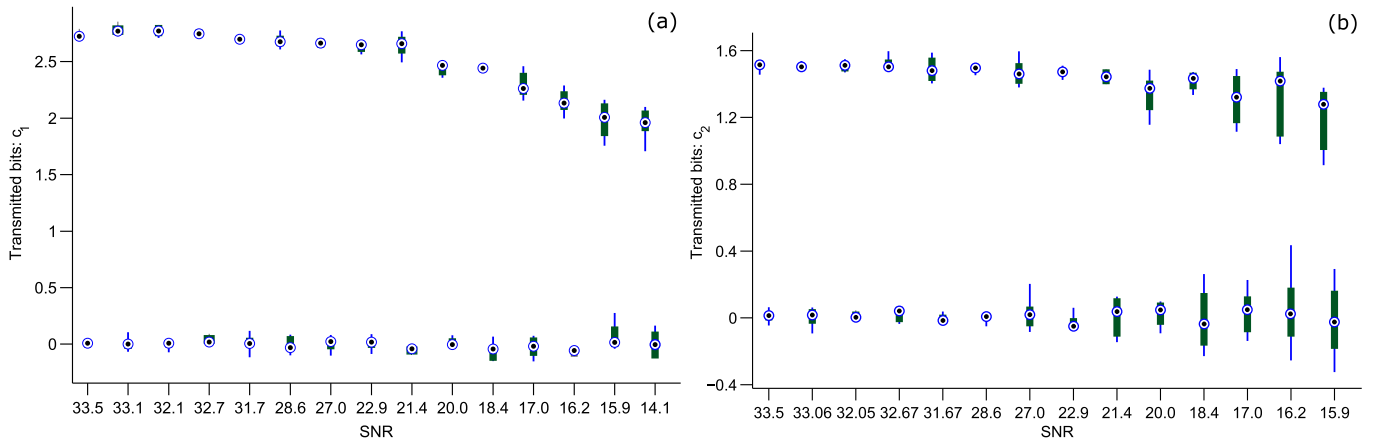 (a)
Transmitted bits: c1
2.5
2
1.5
1
0.5
0
33.5 33.1 32.1 32.7 31.7 28.6 27.0 22.9 21.4 20.0 18.4 17.0 16.2 15.9 14.1
SNR
(b)
Transmitted bits: c2
1.6
1.2
0.8
0.4
0
−0.4
33.5 33.06 32.05 32.67 31.67 28.6 27.0 22.9 21.4 20.0 18.4 17.0 16.2 15.9
SNR